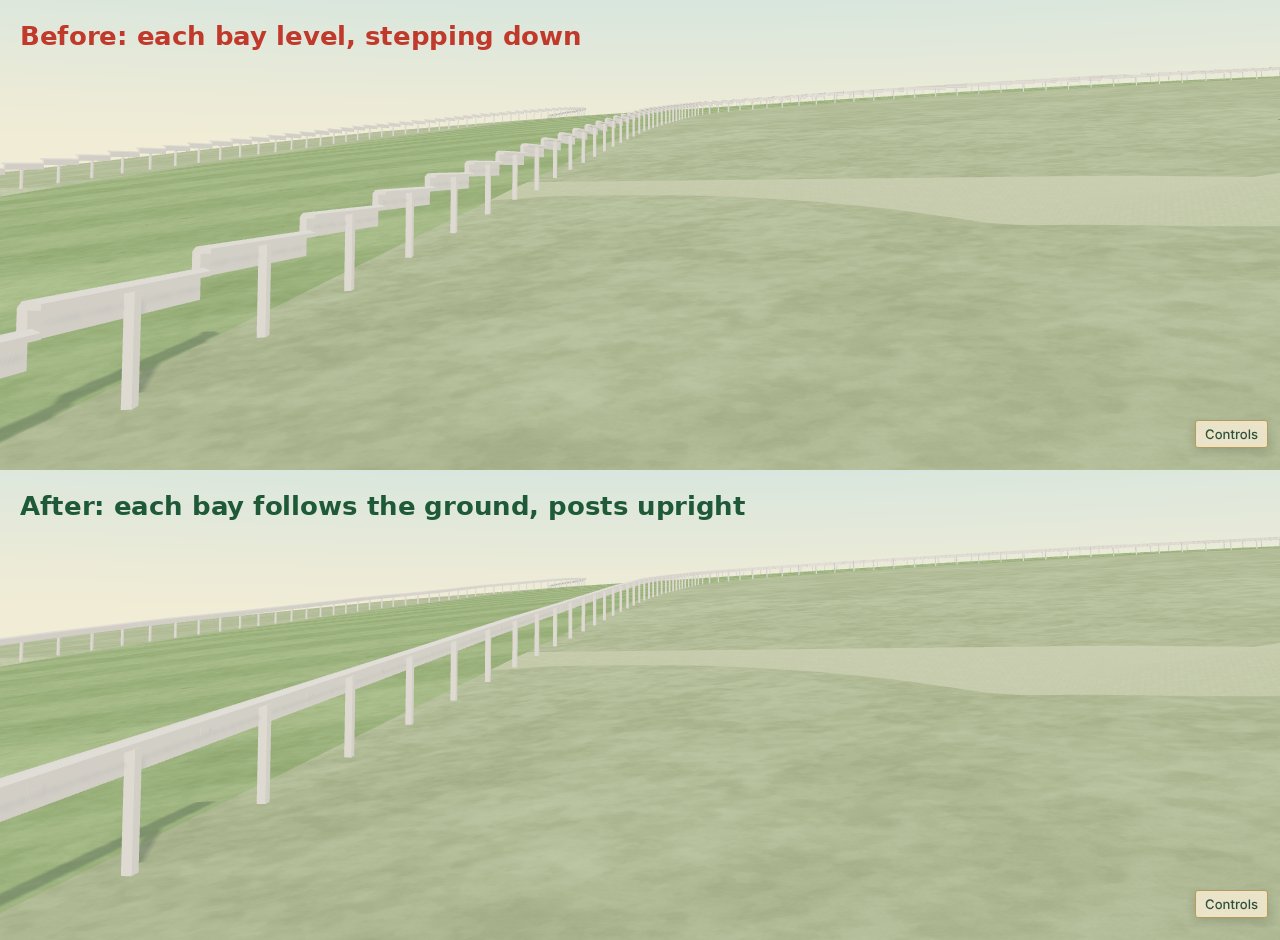 Before: each bay level, stepping down
Controls
After: each bay follows the ground, posts upright
Controls